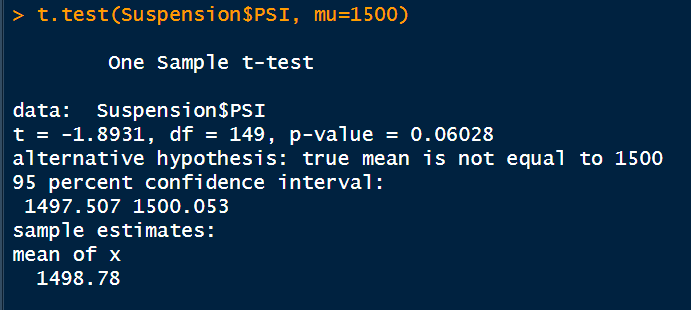 > t.test(Suspension$PSI, mu=1500)
One Sample t-test
data:  Suspension$PSI
t = -1.8931, df = 149, p-value = 0.06028
alternative hypothesis: true mean is not equal to 1500
95 percent confidence interval:
1497.507 1500.053
sample estimates:
mean of x
1498.78